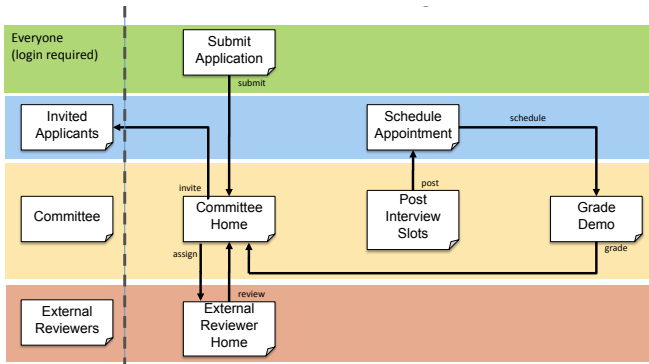 Everyone
(login required)
Submit
Application
submit
Invited
Applicants
Schedule
Appointment
schedule
invite
post
Committee
Committee
Home
Post
Interview
Slots
Grade
Demo
assign
grade
review
External
Reviewers
External
Reviewer
Home